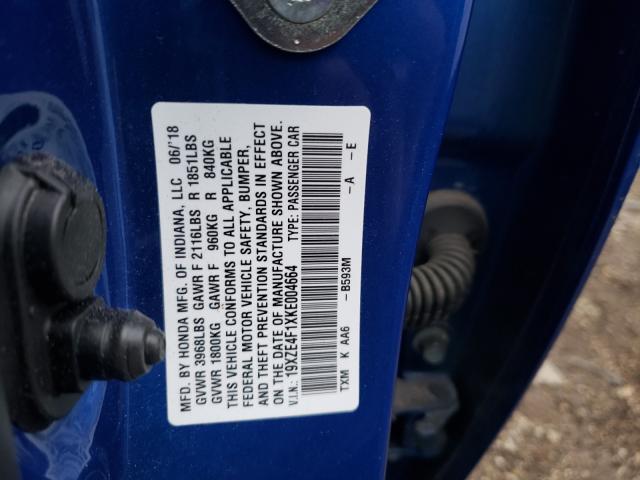 MFD. BY HONDA MFG. OF INDIANA, LLC 06/'18
GVWR 3968LBS GAWR F 2116LBS R 1851LBS
GVWR 1800KG GAWR F 960KG R 840KG
THIS VEHICLE CONFORMS TO ALL APPLICABLE
FEDERAL MOTOR VEHICLE SAFETY, BUMPER,
AND THEFT PREVENTION STANDARDS IN EFFECT
ON THE DATE OF MANUFACTURE SHOWN ABOVE.
V.I.N.: 19XZE4F1XKE004664 TYPE: PASSENGER CAR
TXM K AA6 -B593M -A -E